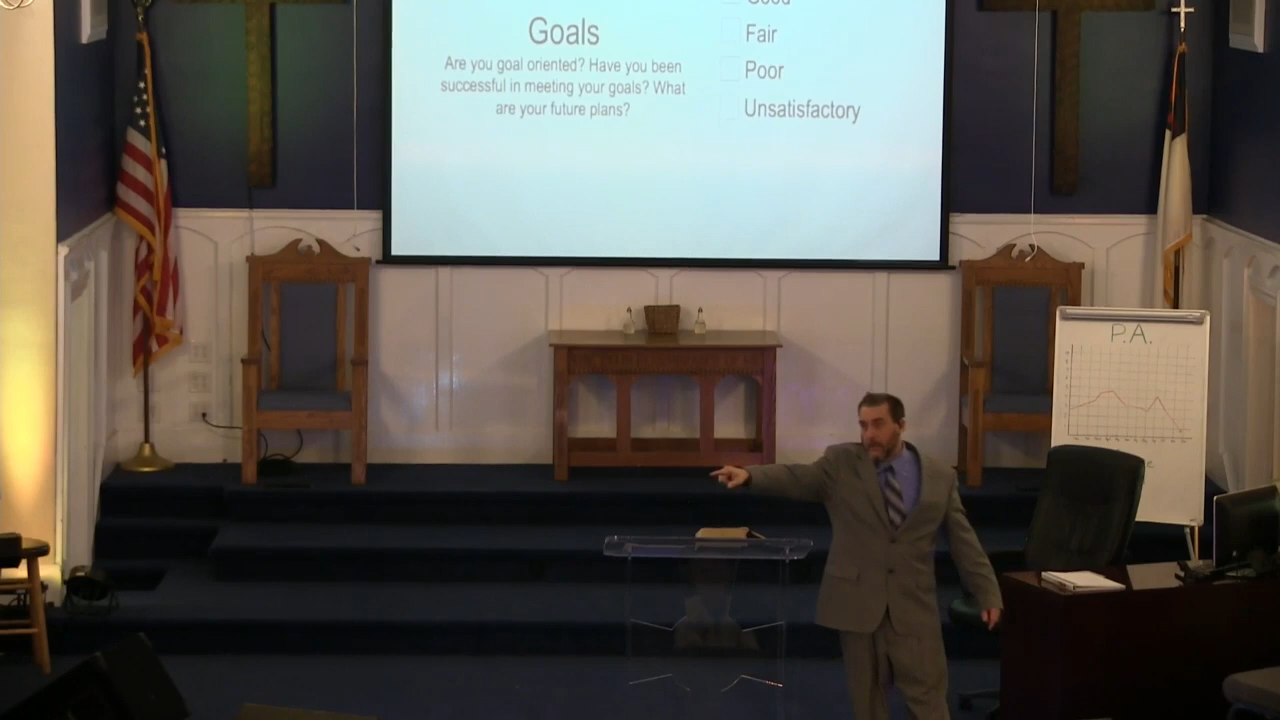 Goals
Are you goal oriented? Have you been
successful in meeting your goals? What
are your future plans?
Good
Fair
Poor
Unsatisfactory
P.A.